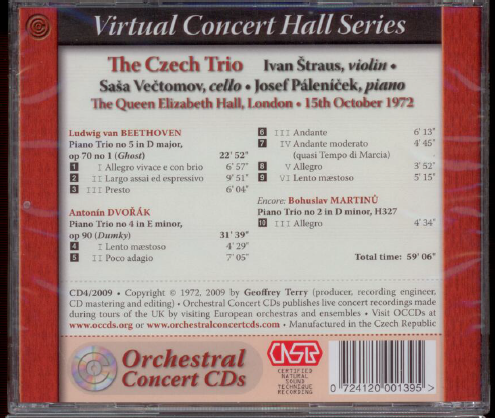 Virtual Concert Hall Series
The Czech Trio Ivan Štraus, violin •
Saša Večtomov, cello • Josef Páleníček, piano
The Queen Elizabeth Hall, London • 15th October 1972
Ludwig van BEETHOVEN
Piano Trio no 5 in D major,
op 70 no 1 (Ghost) 22' 52"
1 I Allegro vivace e con brio 6' 57"
2 II Largo assai ed espressivo 9' 51"
3 III Presto 6' 04"
Antonín DVOŘÁK
Piano Trio no 4 in E minor,
op 90 (Dumky) 31' 39"
4 I Lento mæstoso 4' 29"
5 II Poco adagio 7' 05"
6 III Andante 6' 13"
7 IV Andante moderato 4' 45"
(quasi Tempo di Marcia)
8 V Allegro 3' 52"
9 VI Lento mæstoso 5' 15"
Encore: Bohuslav MARTINŮ
Piano Trio no 2 in D minor, H327
10 III Allegro 4' 34"
Total time: 59' 06"
CD4/2009 • Copyright © 1972, 2009 by Geoffrey Terry (producer, recording engineer,
CD mastering and editing) • Orchestral Concert CDs publishes live concert recordings made
during tours of the UK by visiting European orchestras and ensembles • Visit OCCDs at
www.occds.org or www.orchestralconcertcds.com • Manufactured in the Czech Republic
Orchestral
Concert CDs
CNSTR
CERTIFIED
NATURAL
SOUND
TECHNIQUE
RECORDING
0 724120 001395 >